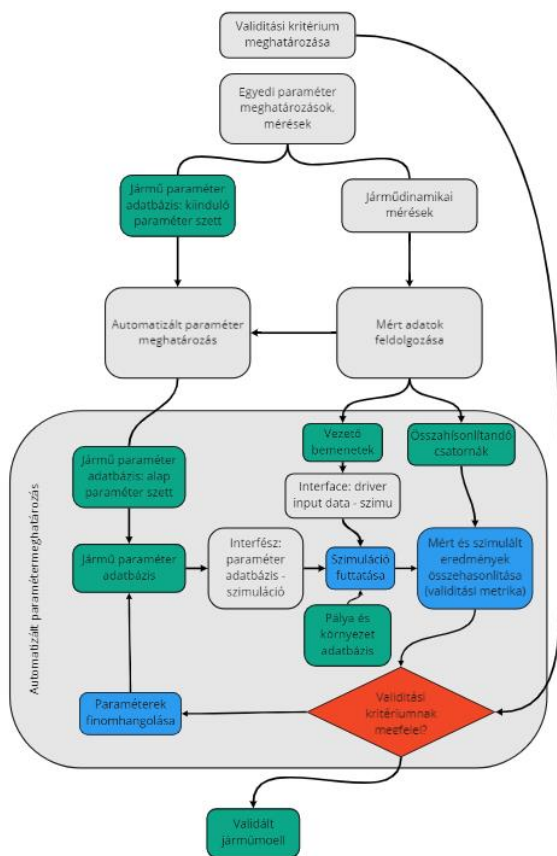 Validitási kritérium
meghatározása
Egyedi paraméter
meghatározások,
mérések
Jármű paraméter
adatbázis: kiinduló
paraméter szett
Járműdinamikai
mérések
Automatizált paraméter
meghatározás
Mért adatok
feldolgozása
Automatizált paramétermeghatározás
Vezető
bemenetek
Összahísonlítandó
csatornák
Jármű paraméter
adatbázis: alap
paraméter szett
Interface: driver
input data - szimu
Jármű paraméter
adatbázis
Interfész:
paraméter
adatbázis -
szimuláció
Szimuláció
futtatása
Mért és szimulált
eredmények
összehasonlítása
(validitási metrika)
Pálya és
környezet
adatbázis
Paraméterek
finomhangolása
Validitási
kritériumnak
megfelel?
Validált
járműmoell